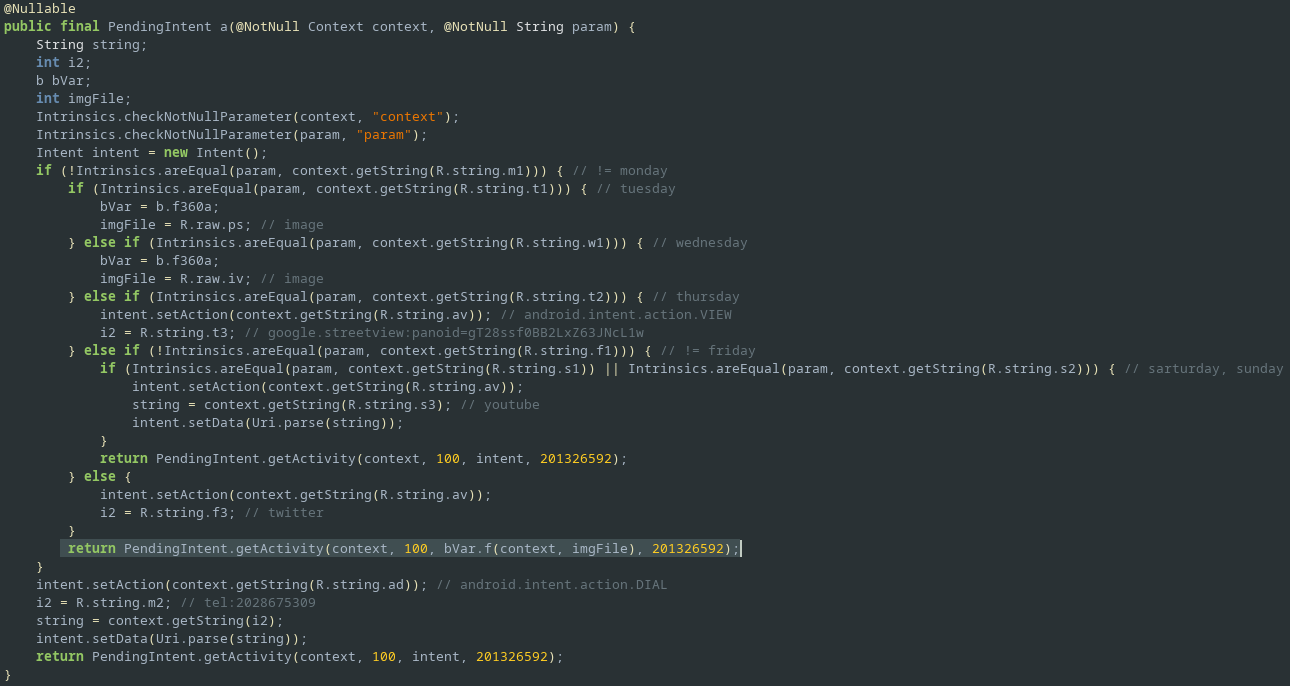 @Nullable
public final PendingIntent a(@NotNull Context context, @NotNull String param) {
    String string;
    int i2;
    b bVar;
    int imgFile;
    Intrinsics.checkNotNullParameter(context, "context");
    Intrinsics.checkNotNullParameter(param, "param");
    Intent intent = new Intent();
    if (!Intrinsics.areEqual(param, context.getString(R.string.m1))) { // != monday
        if (Intrinsics.areEqual(param, context.getString(R.string.t1))) { // tuesday
            bVar = b.f360a;
            imgFile = R.raw.ps; // image
        } else if (Intrinsics.areEqual(param, context.getString(R.string.w1))) { // wednesday
            bVar = b.f360a;
            imgFile = R.raw.iv; // image
        } else if (Intrinsics.areEqual(param, context.getString(R.string.t2))) { // thursday
            intent.setAction(context.getString(R.string.av)); // android.intent.action.VIEW
            i2 = R.string.t3; // google.streetview:panoid=gT28ssf0BB2LxZ63JNcL1w
        } else if (!Intrinsics.areEqual(param, context.getString(R.string.f1))) { // != friday
            if (Intrinsics.areEqual(param, context.getString(R.string.s1)) || Intrinsics.areEqual(param, context.getString(R.string.s2))) { // sarturday, sunday
                intent.setAction(context.getString(R.string.av));
                string = context.getString(R.string.s3); // youtube
                intent.setData(Uri.parse(string));
            }
            return PendingIntent.getActivity(context, 100, intent, 201326592);
        } else {
            intent.setAction(context.getString(R.string.av));
            i2 = R.string.f3; // twitter
        }
        return PendingIntent.getActivity(context, 100, bVar.f(context, imgFile), 201326592);
    }
    intent.setAction(context.getString(R.string.ad)); // android.intent.action.DIAL
    i2 = R.string.m2; // tel:2028675309
    string = context.getString(i2);
    intent.setData(Uri.parse(string));
    return PendingIntent.getActivity(context, 100, intent, 201326592);
}